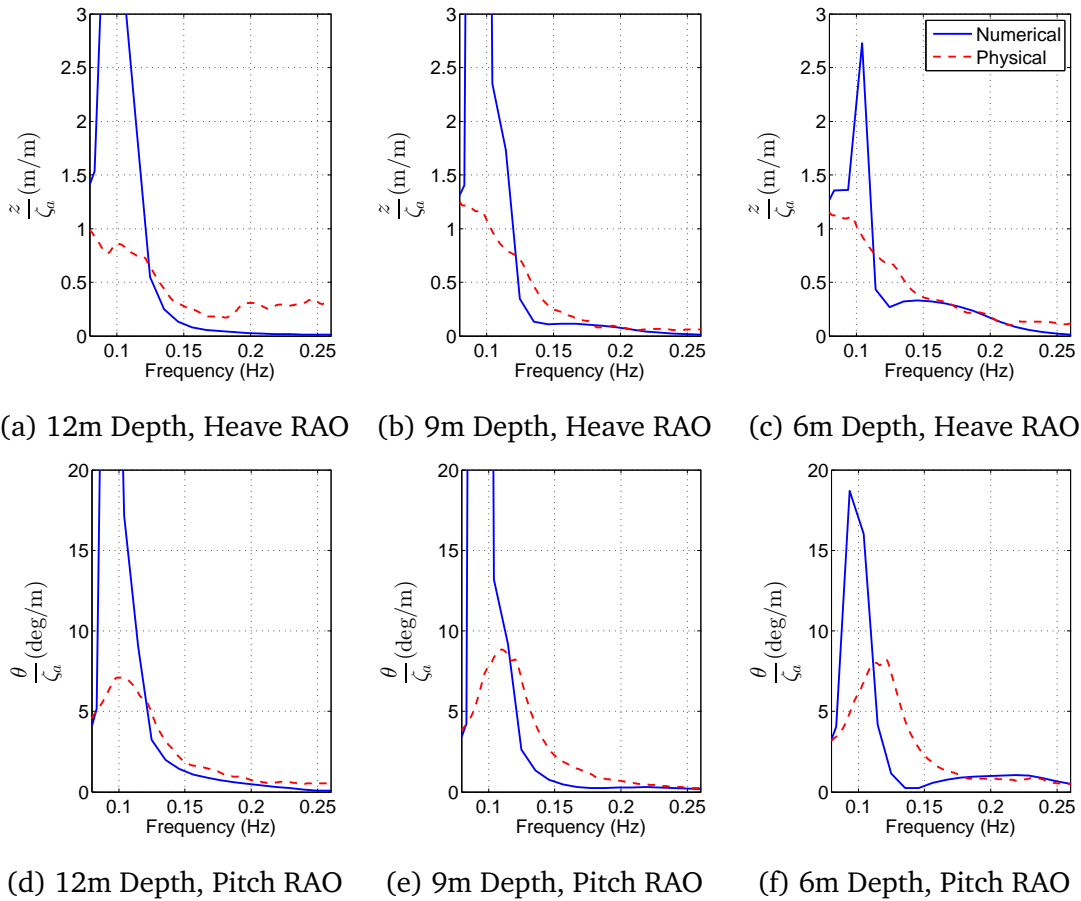 3
2.5
2
1.5
1
0.5
0
z/ζa (m/m)
0.1 0.15 0.2 0.25
Frequency (Hz)
(a) 12m Depth, Heave RAO
3
2.5
2
1.5
1
0.5
0
z/ζa (m/m)
0.1 0.15 0.2 0.25
Frequency (Hz)
(b) 9m Depth, Heave RAO
Numerical
Physical
3
2.5
2
1.5
1
0.5
0
z/ζa (m/m)
0.1 0.15 0.2 0.25
Frequency (Hz)
(c) 6m Depth, Heave RAO
20
15
10
5
0
θ/ζa (deg/m)
0.1 0.15 0.2 0.25
Frequency (Hz)
(d) 12m Depth, Pitch RAO
20
15
10
5
0
θ/ζa (deg/m)
0.1 0.15 0.2 0.25
Frequency (Hz)
(e) 9m Depth, Pitch RAO
20
15
10
5
0
θ/ζa (deg/m)
0.1 0.15 0.2 0.25
Frequency (Hz)
(f) 6m Depth, Pitch RAO